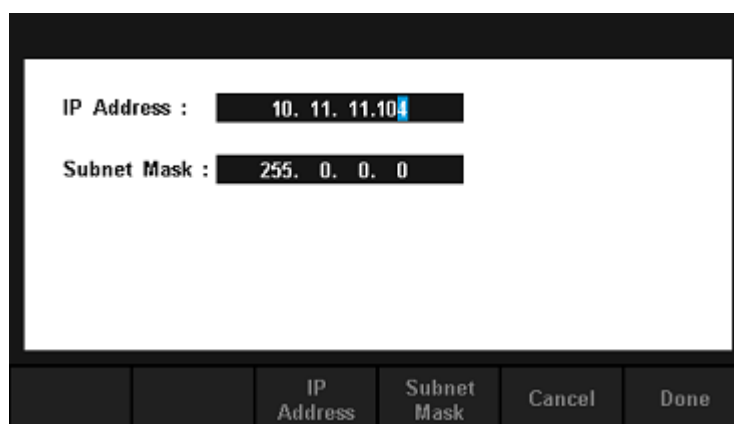 IP Address : 10. 11. 11.104
Subnet Mask : 255. 0. 0. 0
IP Address
Subnet Mask
Cancel
Done